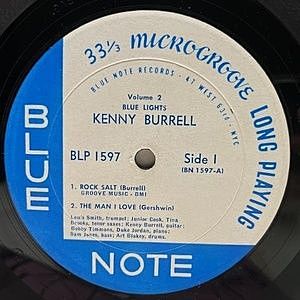 33⅓ MICROGROOVE LONG PLAYING
BLUE NOTE RECORDS · 47 WEST 63rd · NYC
Volume 2
BLUE LIGHTS
KENNY BURRELL
BLP 1597
Side 1
(BN 1597-A)
1. ROCK SALT (Burrell)
GROOVE MUSIC - BMI
2. THE MAN I LOVE (Gershwin)
Louis Smith, trumpet; Junior Cook, Tina
Brooks, tenor saxes; Kenny Burrell, guitar;
Bobby Timmons, Duke Jordan, piano;
Sam Jones, bass; Art Blakey, drums.
BLUE
NOTE